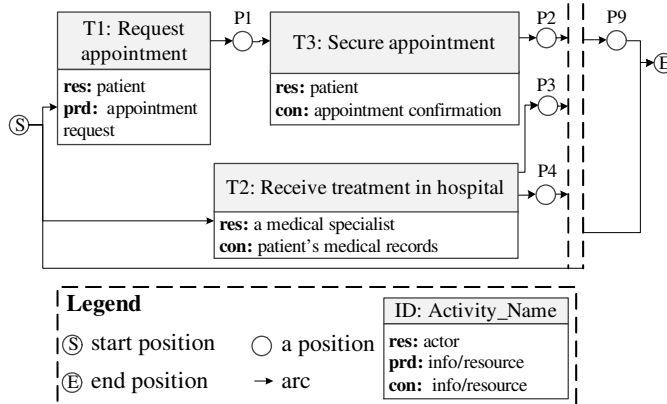 P1
P2
P9
T1: Request
appointment
T3: Secure appointment
res: patient
prd: appointment
request
res: patient
con: appointment confirmation
P3
E
S
P4
T2: Receive treatment in hospital
res: a medical specialist
con: patient's medical records
Legend
ID: Activity_Name
S start position
a position
res: actor
prd: info/resource
E end position
arc
con: info/resource